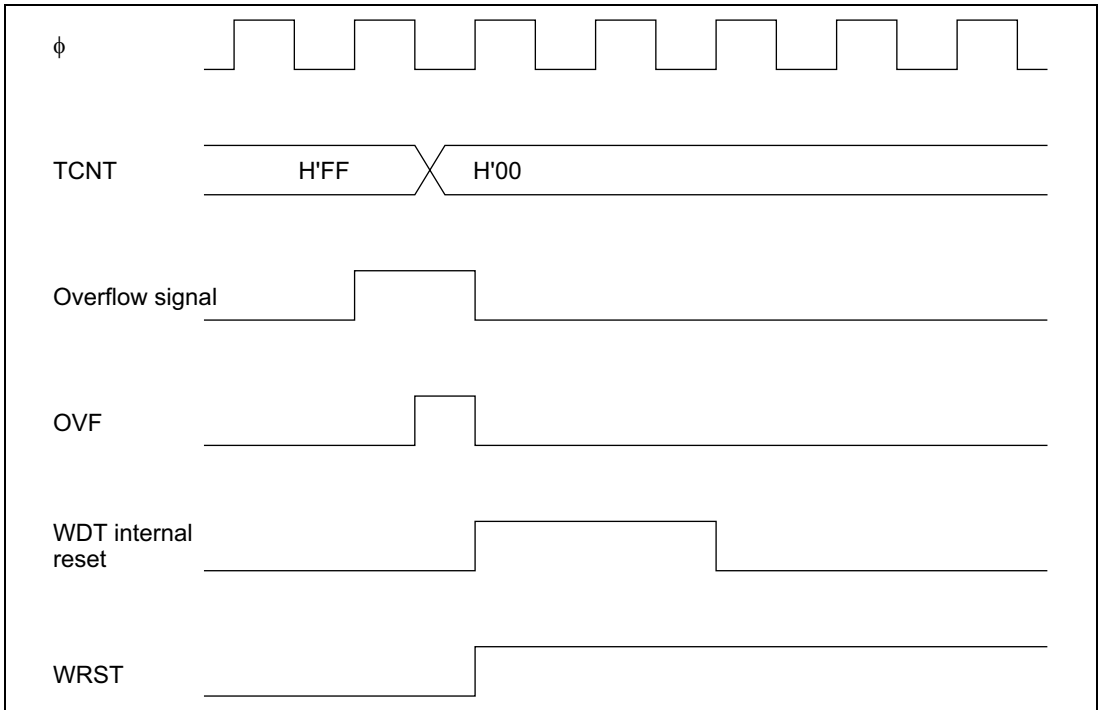 ϕ
TCNT
H'FF
H'00
Overflow signal
OVF
WDT internal
reset
WRST